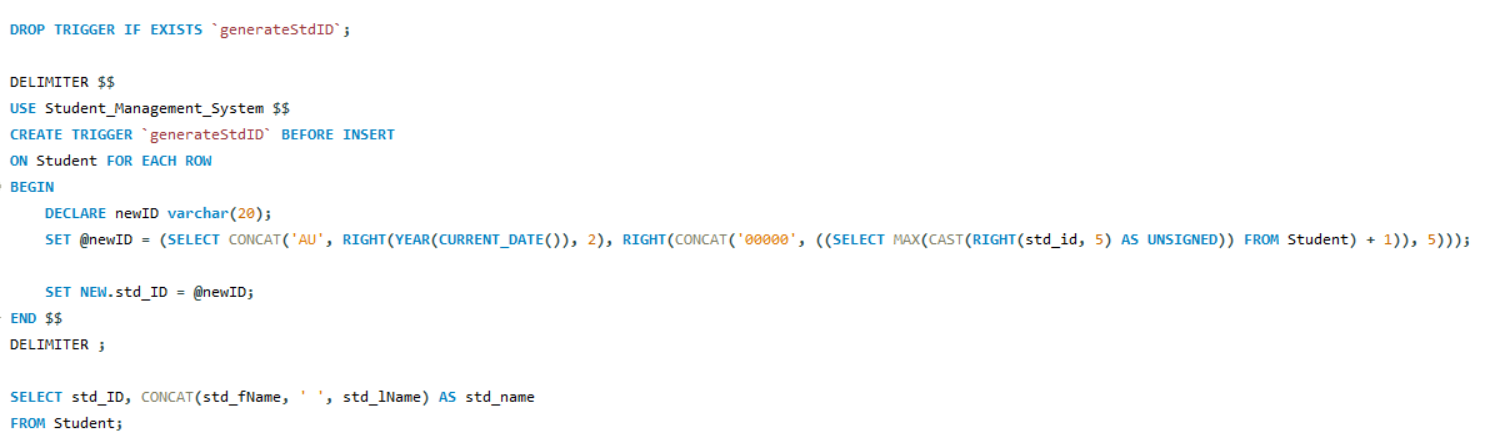 DROP TRIGGER IF EXISTS `generateStdID`;
DELIMITER $$
USE Student_Management_System $$
CREATE TRIGGER `generateStdID` BEFORE INSERT
ON Student FOR EACH ROW
BEGIN
DECLARE newID varchar(20);
SET @newID = (SELECT CONCAT('AU', RIGHT(YEAR(CURRENT_DATE()), 2), RIGHT(CONCAT('00000', ((SELECT MAX(CAST(RIGHT(std_id, 5) AS UNSIGNED)) FROM Student) + 1)), 5)));
SET NEW.std_ID = @newID;
END $$
DELIMITER ;
SELECT std_ID, CONCAT(std_fName, ' ', std_lName) AS std_name
FROM Student;